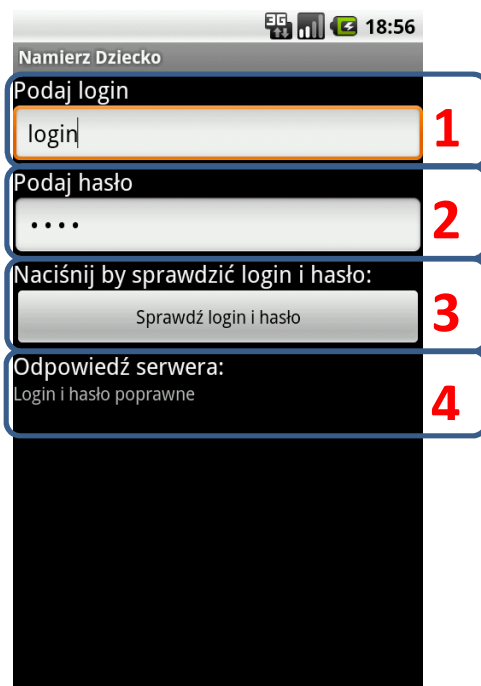 3G 18:56
Namierz Dziecko
Podaj login
login
1
Podaj hasło
••••
2
Naciśnij by sprawdzić login i hasło:
Sprawdź login i hasło
3
Odpowiedź serwera:
Login i hasło poprawne
4